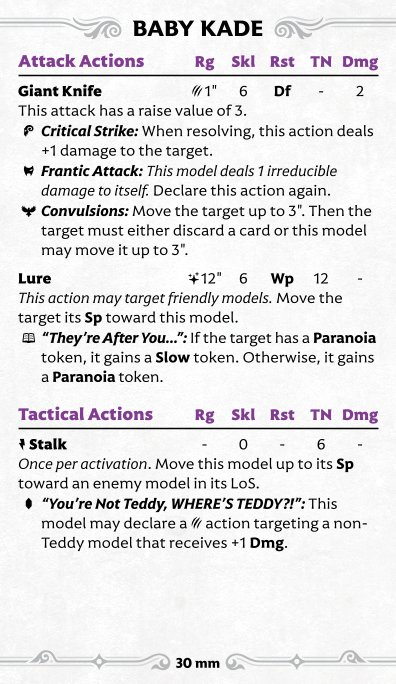 BABY KADE
Attack Actions Rg Skl Rst TN Dmg
Giant Knife 1" 6 Df - 2
This attack has a raise value of 3.
Critical Strike: When resolving, this action deals
+1 damage to the target.
Frantic Attack: This model deals 1 irreducible
damage to itself. Declare this action again.
Convulsions: Move the target up to 3". Then the
target must either discard a card or this model
may move it up to 3".
Lure 12" 6 Wp 12 -
This action may target friendly models. Move the
target its Sp toward this model.
“They’re After You...”: If the target has a Paranoia
token, it gains a Slow token. Otherwise, it gains
a Paranoia token.
Tactical Actions Rg Skl Rst TN Dmg
Stalk - 0 - 6 -
Once per activation. Move this model up to its Sp
toward an enemy model in its LoS.
“You’re Not Teddy, WHERE’S TEDDY?!”: This
model may declare a action targeting a non-
Teddy model that receives +1 Dmg.
30 mm